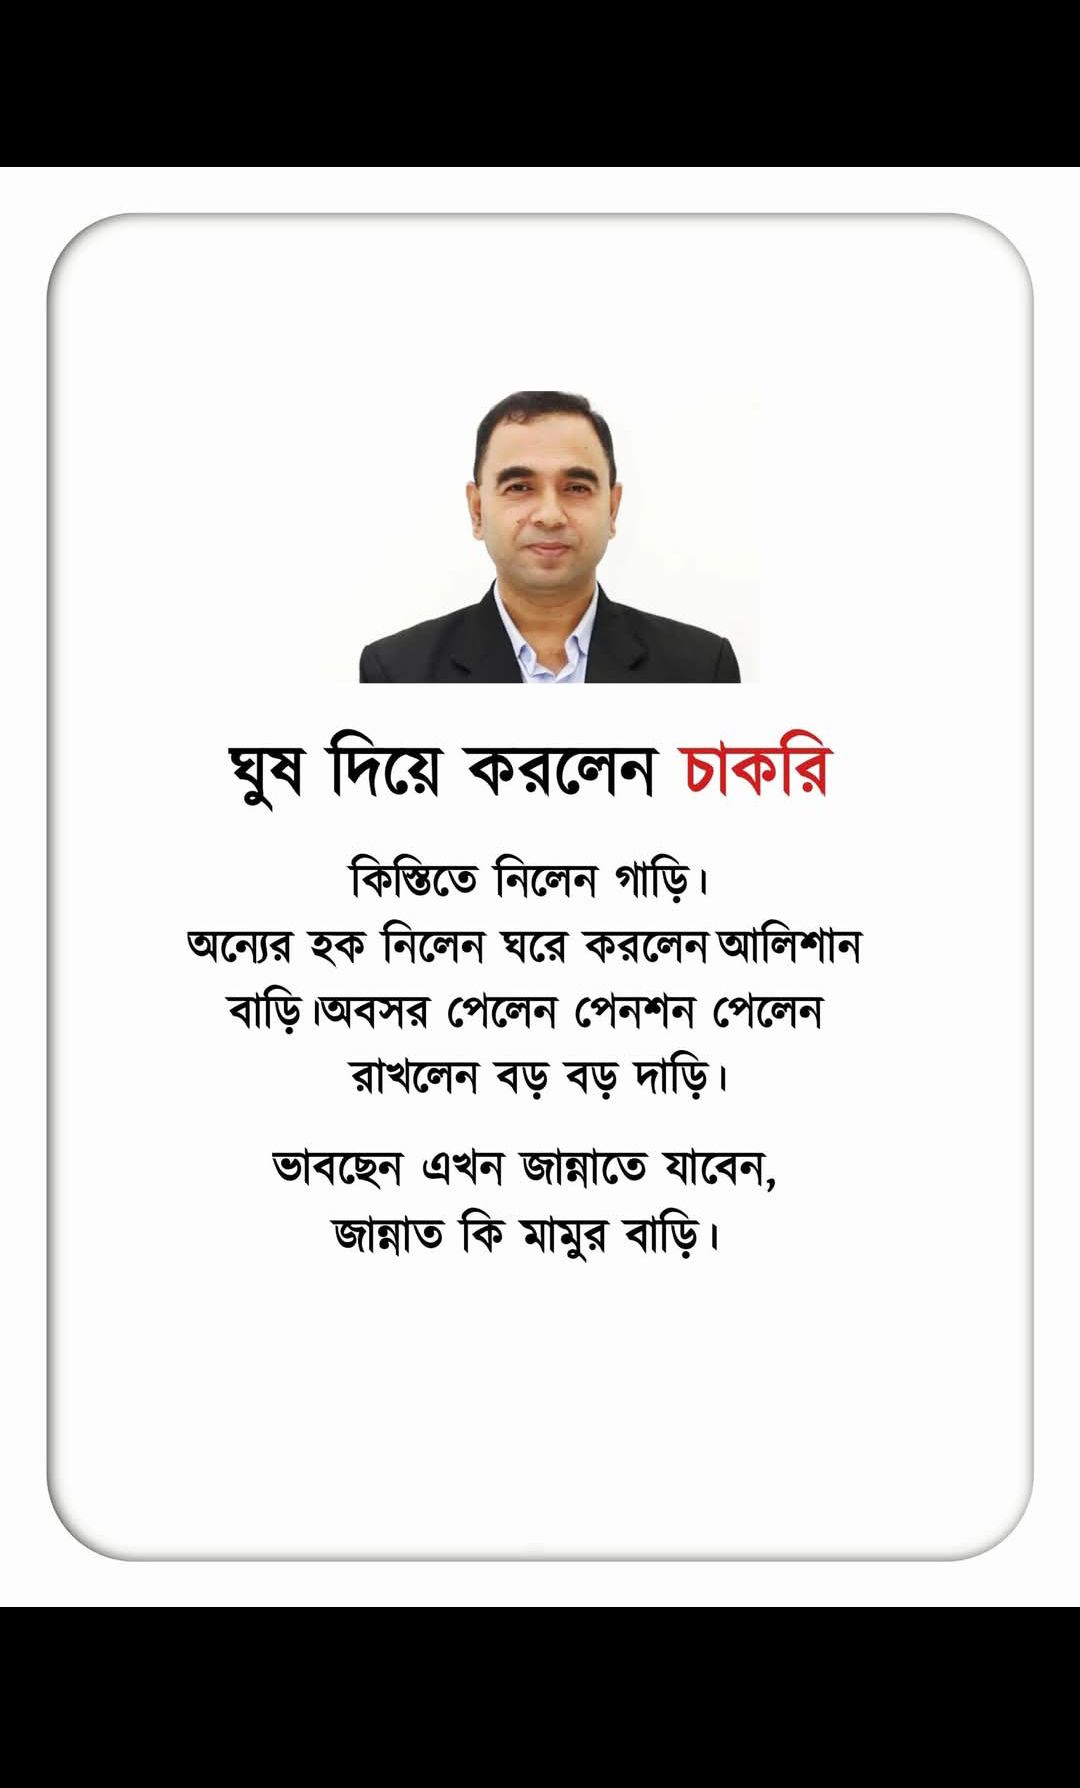 ঘুষ দিয়ে করলেন চাকরি
কিস্তিতে নিলেন গাড়ি।
অন্যের হক নিলেন ঘরে করলেন আলিশান
বাড়ি।অবসর পেলেন পেনশন পেলেন
রাখলেন বড় বড় দাড়ি।
ভাবছেন এখন জান্নাতে যাবেন,
জান্নাত কি মামুর বাড়ি।